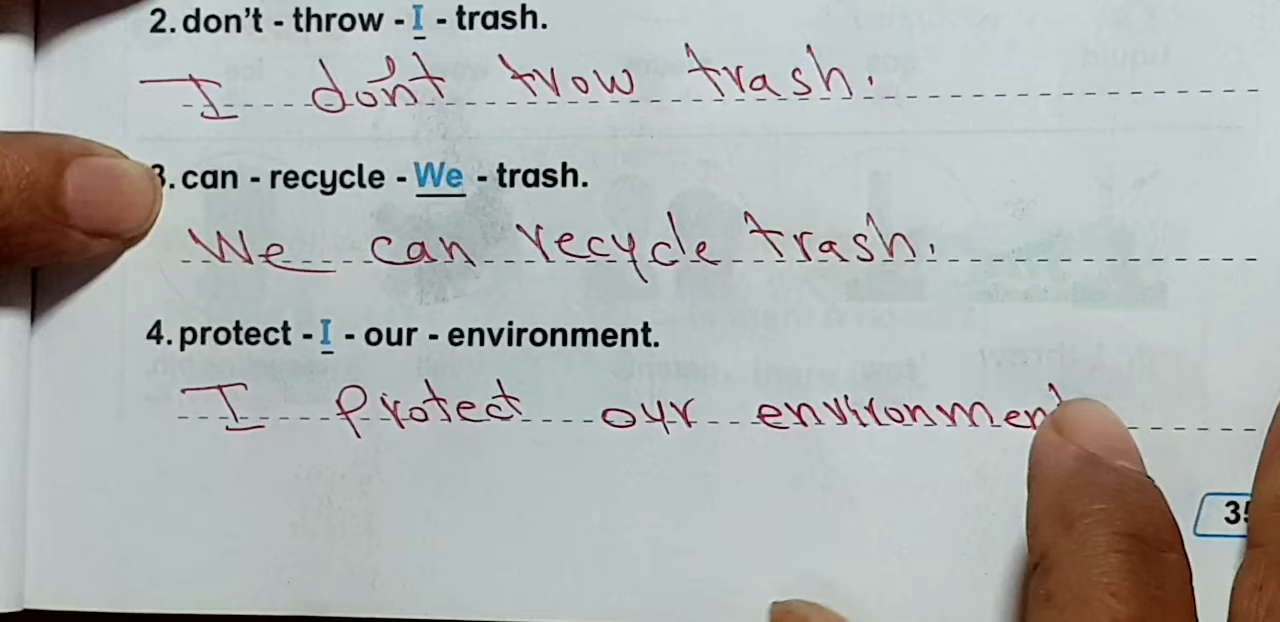 2. don't - throw - I - trash.
I don't trow trash.
3. can - recycle - We - trash.
We can recycle trash.
4. protect - I - our - environment.
I protect our